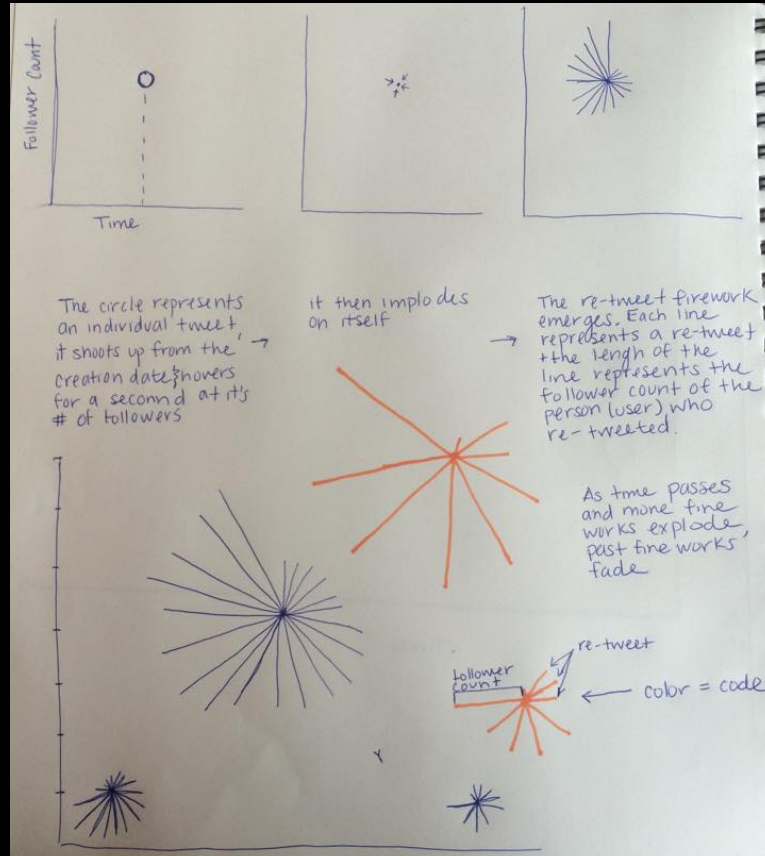 Follower Count
Time
The circle represents
an individual tweet,
it shoots up from the
creation date & hovers
for a seconnd at it's
# of followers
→
it then implodes
on itself
→
The re-tweet firework
emerges. Each line
represents a re-tweet
+ the lengh of the
line represents the
follower count of the
person (user) who
re-tweeted.
As time passes
and more fire
works explode,
past fire works
fade
follower
count
re-tweet
color = code
Y